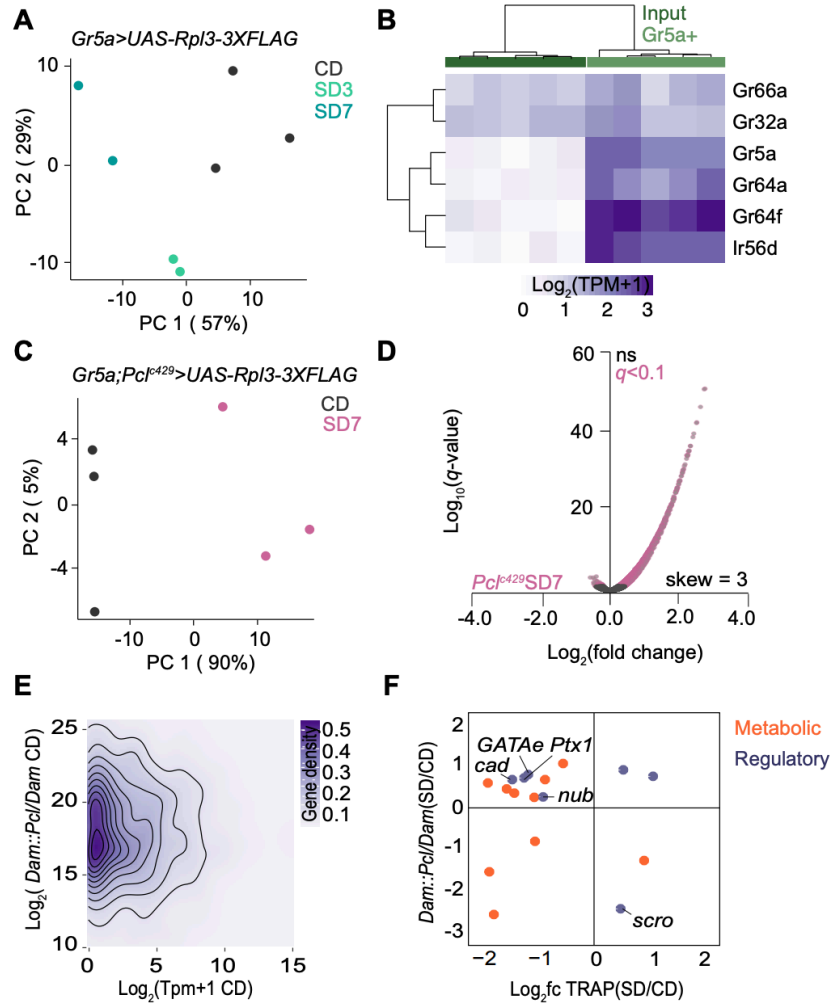 A
Gr5a>UAS-Rpl3-3XFLAG
CD
SD3
SD7
10
0
-10
PC 2 ( 29%)
-10
0
10
PC 1 ( 57%)
B
Input
Gr5a+
Gr66a
Gr32a
Gr5a
Gr64a
Gr64f
Ir56d
Log2(TPM+1)
0 1 2 3
C
Gr5a;Pclc429>UAS-Rpl3-3XFLAG
CD
SD7
4
0
-4
PC 2 ( 5%)
-10
0
10
PC 1 ( 90%)
D
60
ns
q<0.1
40
20
Log10(q-value)
Pclc429SD7
skew = 3
-4.0
-2.0
0
2.0
4.0
Log2(fold change)
E
25
20
15
10
Log2( Dam::Pcl/Dam CD)
0
5
10
15
Log2(Tpm+1 CD)
Gene density
0.5
0.4
0.3
0.2
0.1
F
Metabolic
Regulatory
2
1
0
-1
-2
-3
Dam::Pcl/Dam(SD/CD)
GATAe Ptx1
cad
nub
scro
−2
−1
0
1
2
Log2fc TRAP(SD/CD)